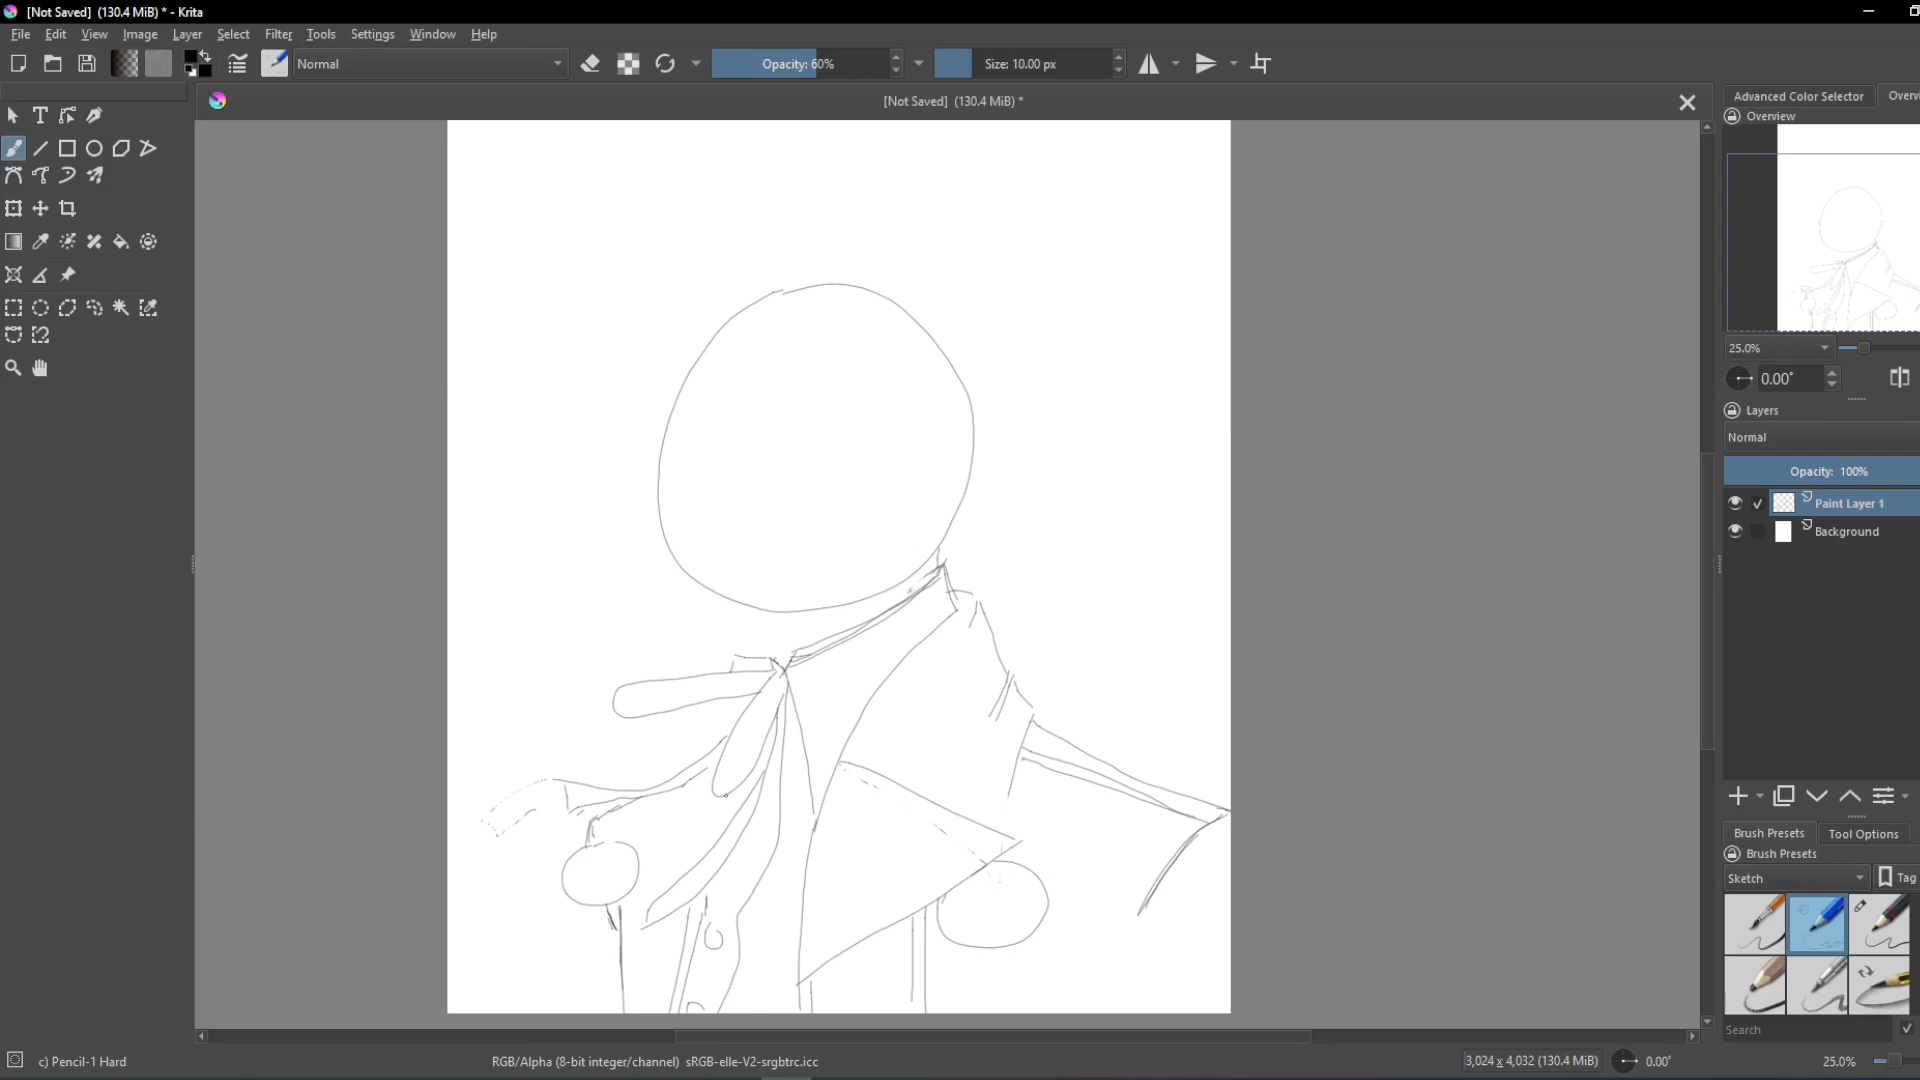 [Not Saved] (130.4 MiB) * - Krita
File Edit View Image Layer Select Filter Tools Settings Window Help
Normal
Opacity: 60%
Size: 10.00 px
[Not Saved] (130.4 MiB) *
Advanced Color Selector
Overvi
Overview
25.0%
0.00°
Layers
Normal
Opacity: 100%
Paint Layer 1
Background
Brush Presets
Tool Options
Brush Presets
Sketch
Tag
Search
c) Pencil-1 Hard
RGB/Alpha (8-bit integer/channel) sRGB-elle-V2-srgbtrc.icc
3,024 x 4,032 (130.4 MiB)
0.00°
25.0%